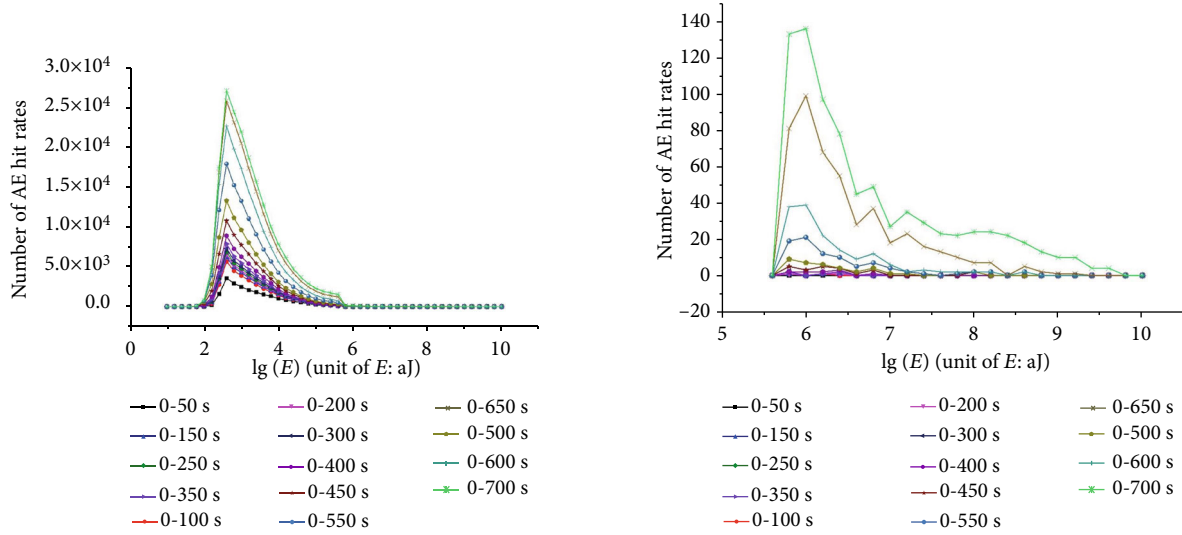 Number of AE hit rates
3.0×10⁴
2.5×10⁴
2.0×10⁴
1.5×10⁴
1.0×10⁴
5.0×10³
0.0
0 2 4 6 8 10
lg (E) (unit of E: aJ)
0-50 s 0-200 s 0-650 s
0-150 s 0-300 s 0-500 s
0-250 s 0-400 s 0-600 s
0-350 s 0-450 s 0-700 s
0-100 s 0-550 s
Number of AE hit rates
140
120
100
80
60
40
20
0
−20
5 6 7 8 9 10
lg (E) (unit of E: aJ)
0-50 s 0-200 s 0-650 s
0-150 s 0-300 s 0-500 s
0-250 s 0-400 s 0-600 s
0-350 s 0-450 s 0-700 s
0-100 s 0-550 s